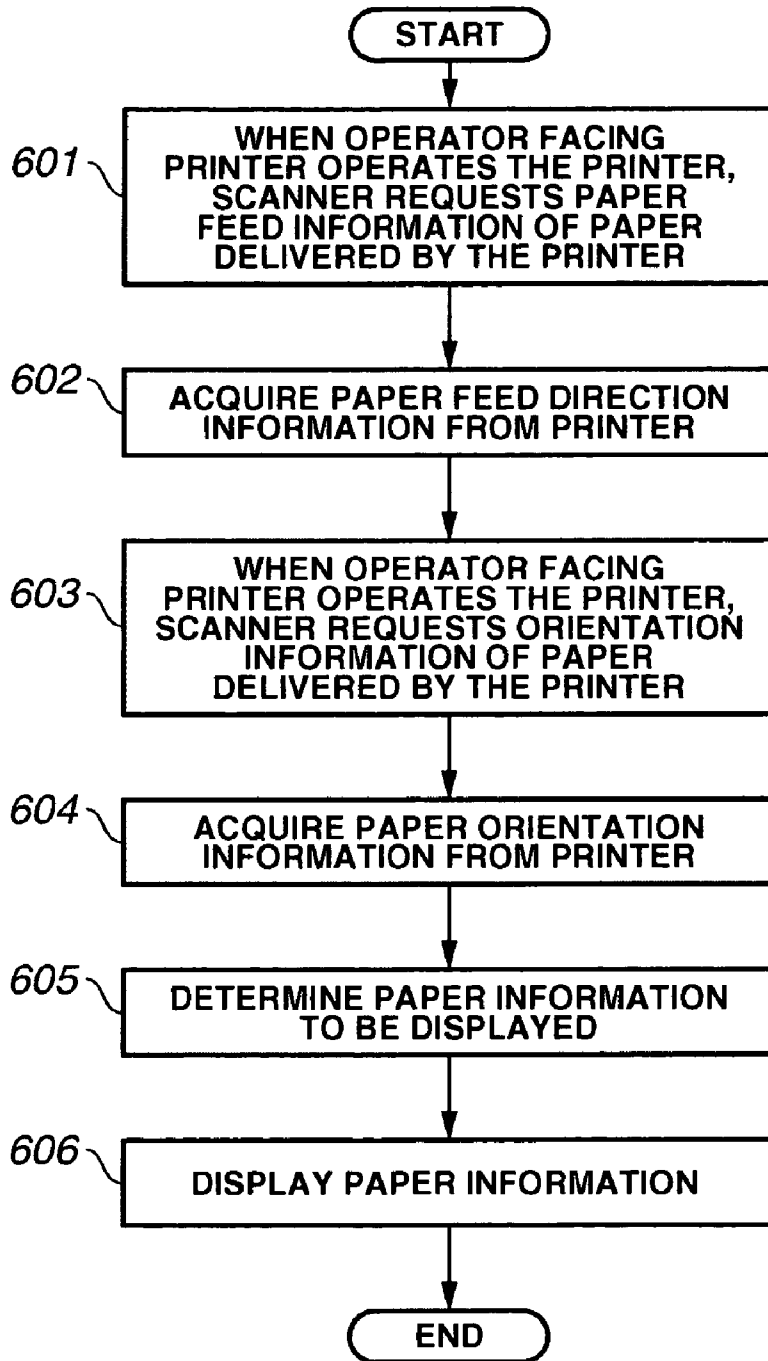 START
601
WHEN OPERATOR FACING
PRINTER OPERATES THE PRINTER,
SCANNER REQUESTS PAPER
FEED INFORMATION OF PAPER
DELIVERED BY THE PRINTER
602
ACQUIRE PAPER FEED DIRECTION
INFORMATION FROM PRINTER
603
WHEN OPERATOR FACING
PRINTER OPERATES THE PRINTER,
SCANNER REQUESTS ORIENTATION
INFORMATION OF PAPER
DELIVERED BY THE PRINTER
604
ACQUIRE PAPER ORIENTATION
INFORMATION FROM PRINTER
605
DETERMINE PAPER INFORMATION
TO BE DISPLAYED
606
DISPLAY PAPER INFORMATION
END